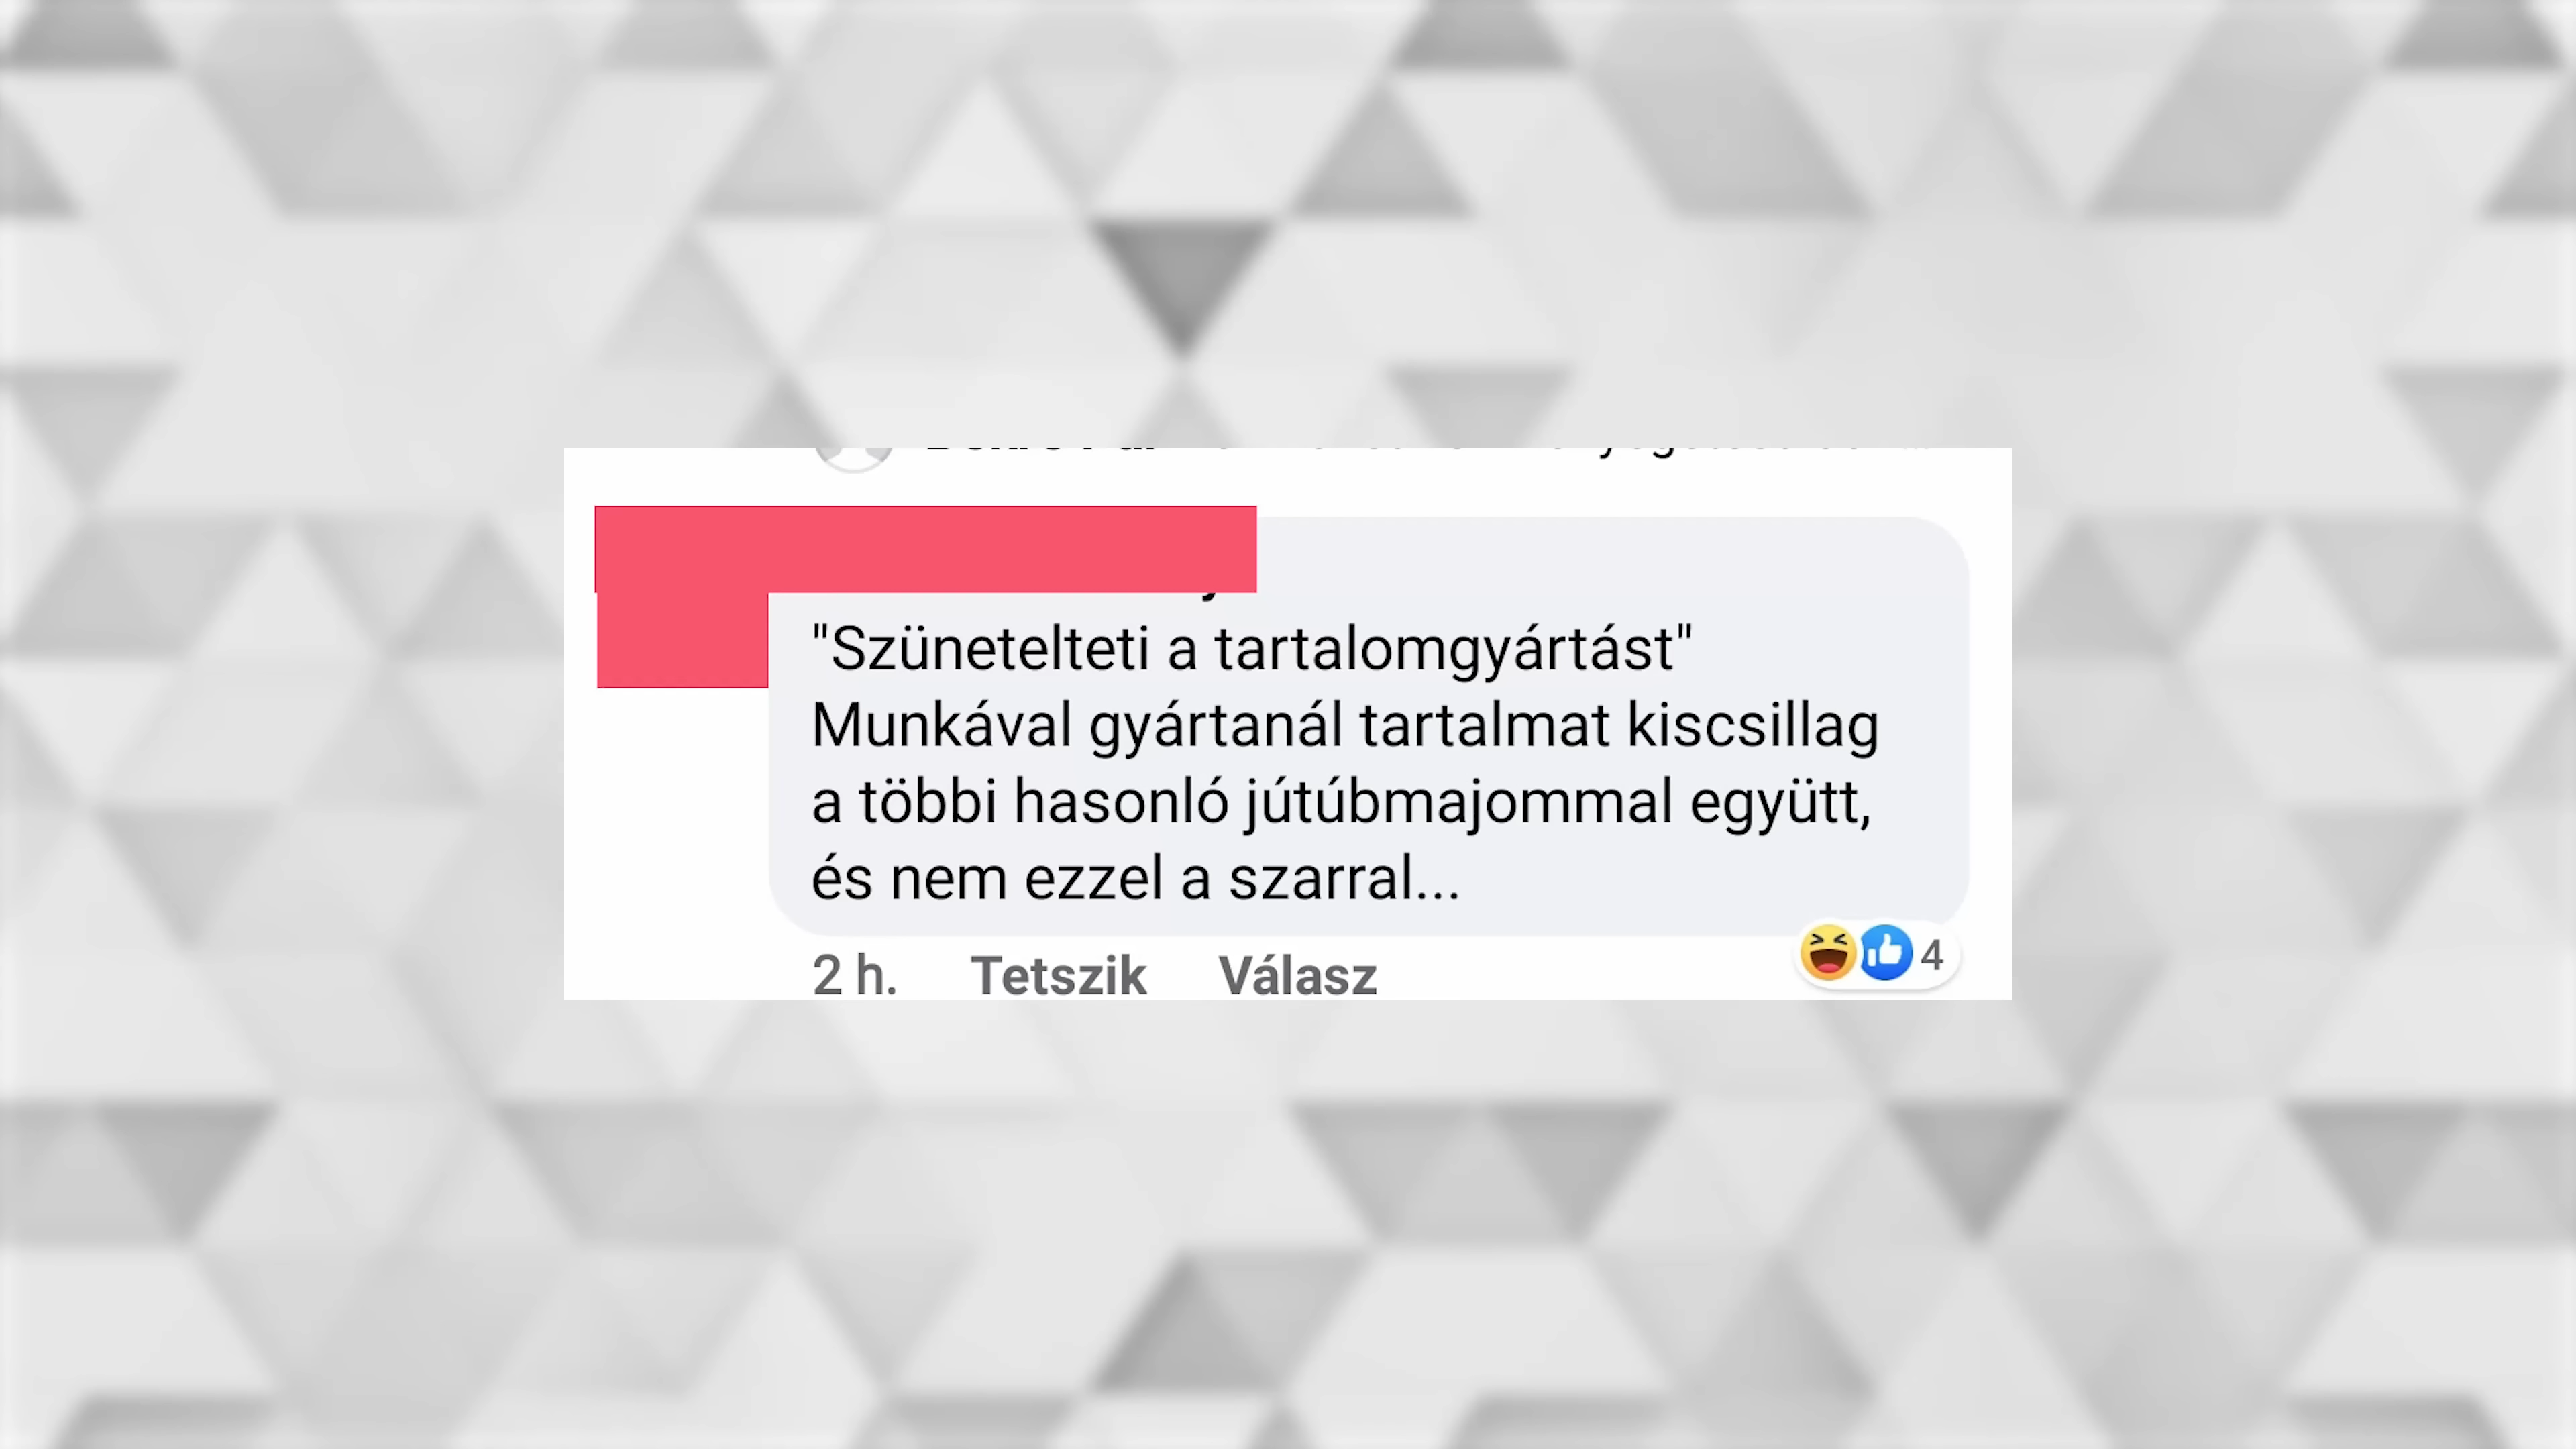 "Szünetelteti a tartalomgyártást"
Munkával gyártanál tartalmat kiscsillag
a többi hasonló jútúbmajommal együtt,
és nem ezzel a szarral...
2 h. Tetszik Válasz 4